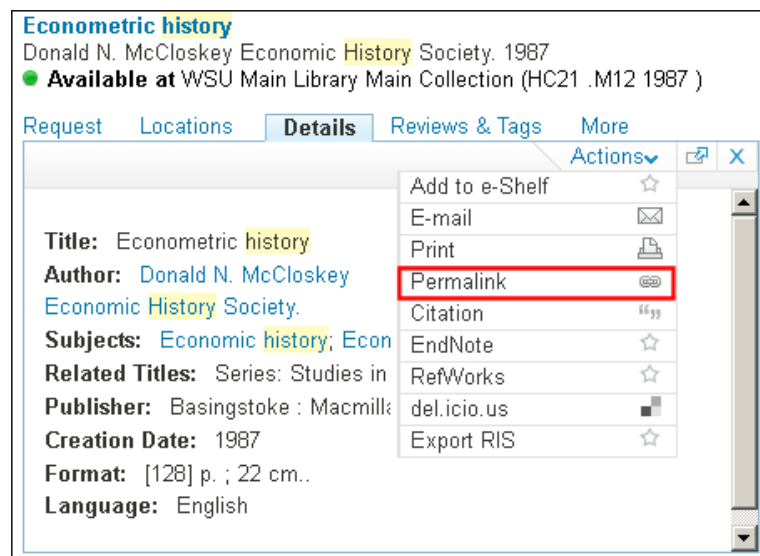 Econometric history
Donald N. McCloskey Economic History Society. 1987
Available at WSU Main Library Main Collection (HC21 .M12 1987 )
Request Locations Details Reviews & Tags More
Actions
Add to e-Shelf
E-mail
Print
Permalink
Citation
EndNote
RefWorks
del.icio.us
Export RIS
Title: Econometric history
Author: Donald N. McCloskey
Economic History Society.
Subjects: Economic history; Econ
Related Titles: Series: Studies in
Publisher: Basingstoke : Macmilla
Creation Date: 1987
Format: [128] p. ; 22 cm..
Language: English